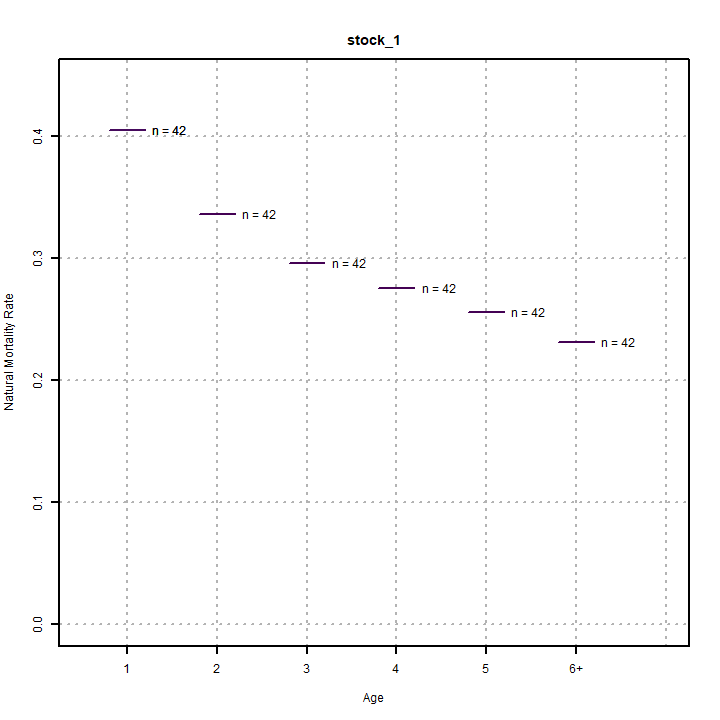 stock_1
Natural Mortality Rate
0.4
0.3
0.2
0.1
0.0
n = 42
n = 42
n = 42
n = 42
n = 42
n = 42
1 2 3 4 5 6+
Age